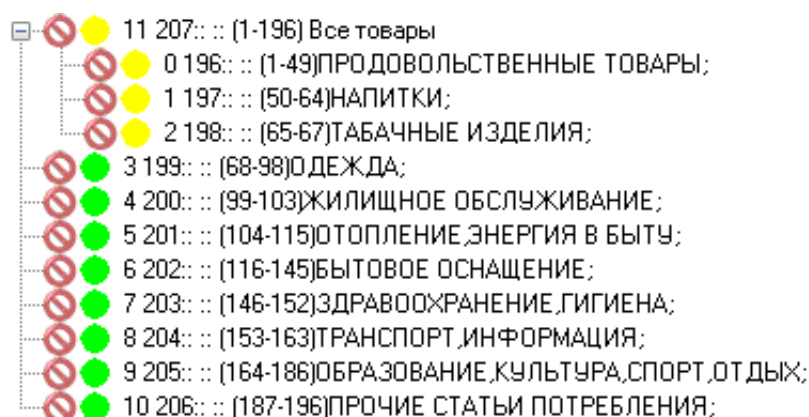 11 207:: :: (1-196) Все товары
0 196:: :: (1-49)ПРОДОВОЛЬСТВЕННЫЕ ТОВАРЫ;
1 197:: :: (50-64)НАПИТКИ;
2 198:: :: (65-67)ТАБАЧНЫЕ ИЗДЕЛИЯ;
3 199:: :: (68-98)ОДЕЖДА;
4 200:: :: (99-103)ЖИЛИЩНОЕ ОБСЛУЖИВАНИЕ;
5 201:: :: (104-115)ОТОПЛЕНИЕ,ЭНЕРГИЯ В БЫТУ;
6 202:: :: (116-145)БЫТОВОЕ ОСНАЩЕНИЕ;
7 203:: :: (146-152)ЗДРАВООХРАНЕНИЕ,ГИГИЕНА;
8 204:: :: (153-163)ТРАНСПОРТ,ИНФОРМАЦИЯ;
9 205:: :: (164-186)ОБРАЗОВАНИЕ,КУЛЬТУРА,СПОРТ,ОТДЫХ;
10 206:: :: (187-196)ПРОЧИЕ СТАТЬИ ПОТРЕБЛЕНИЯ;